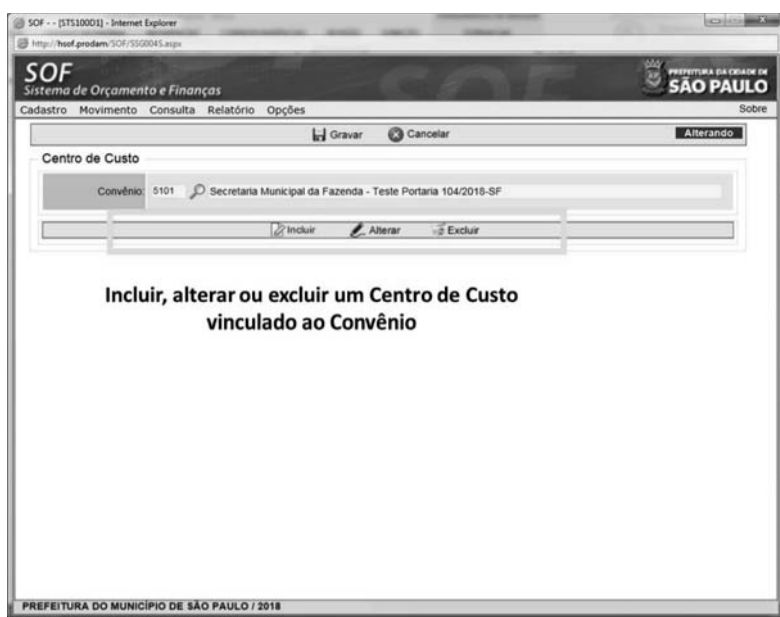 SOF - - [STS100D1] - Internet Explorer
http://hsof.prodam/SOF/SSG0045.aspx
SOF
Sistema de Orçamento e Finanças
PREFEITURA DA CIDADE DE
SÃO PAULO
Cadastro Movimento Consulta Relatório Opções Sobre
Gravar Cancelar Alterando
Centro de Custo
Convênio: 5101 Secretaria Municipal da Fazenda - Teste Portaria 104/2018-SF
Incluir Alterar Excluir
Incluir, alterar ou excluir um Centro de Custo
vinculado ao Convênio
PREFEITURA DO MUNICÍPIO DE SÃO PAULO / 2018